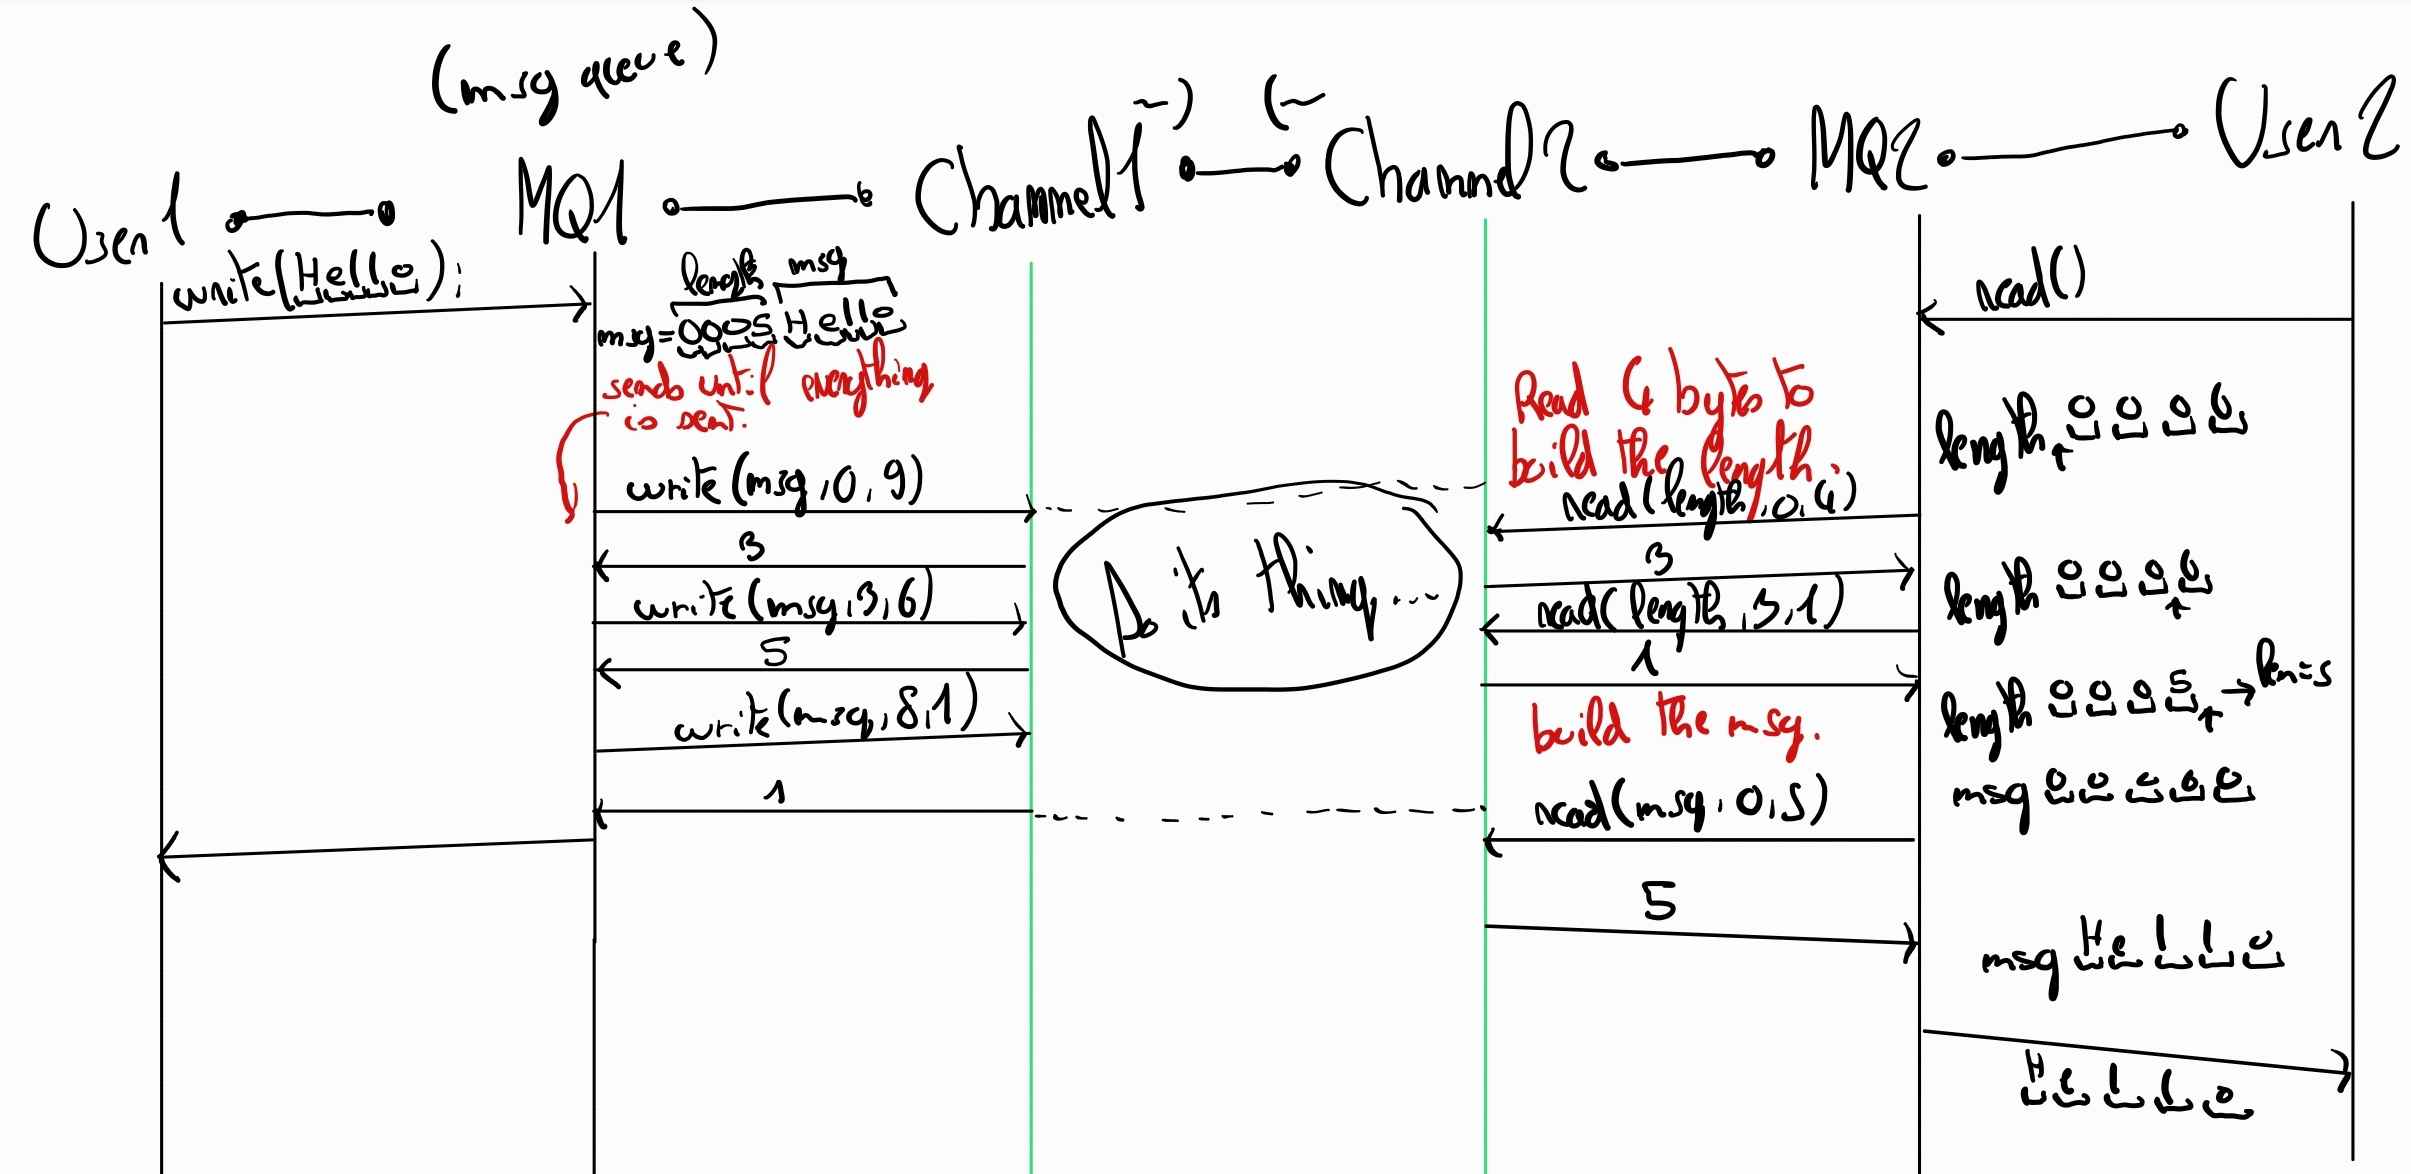 (msg queue)
User1
MQ1
Channel1
~)
(~
Channel2
MQ2
User2
write(Hello);
length
msg
msg=0005Hello
sends until everything
is sent.
write(msg,0,9)
3
write(msg,3,6)
5
write(msg,8,1)
1
Do its thing...
Read 4 bytes to
build the length.
read(length,0,4)
3
read(length,3,1)
1
build the msg.
read(msg,0,5)
5
read()
length 0 0 0 0
length 0 0 0 0
length 0 0 0 5 → len=5
msg 0 0 0 0 0
msg H e l l o
H e l l o